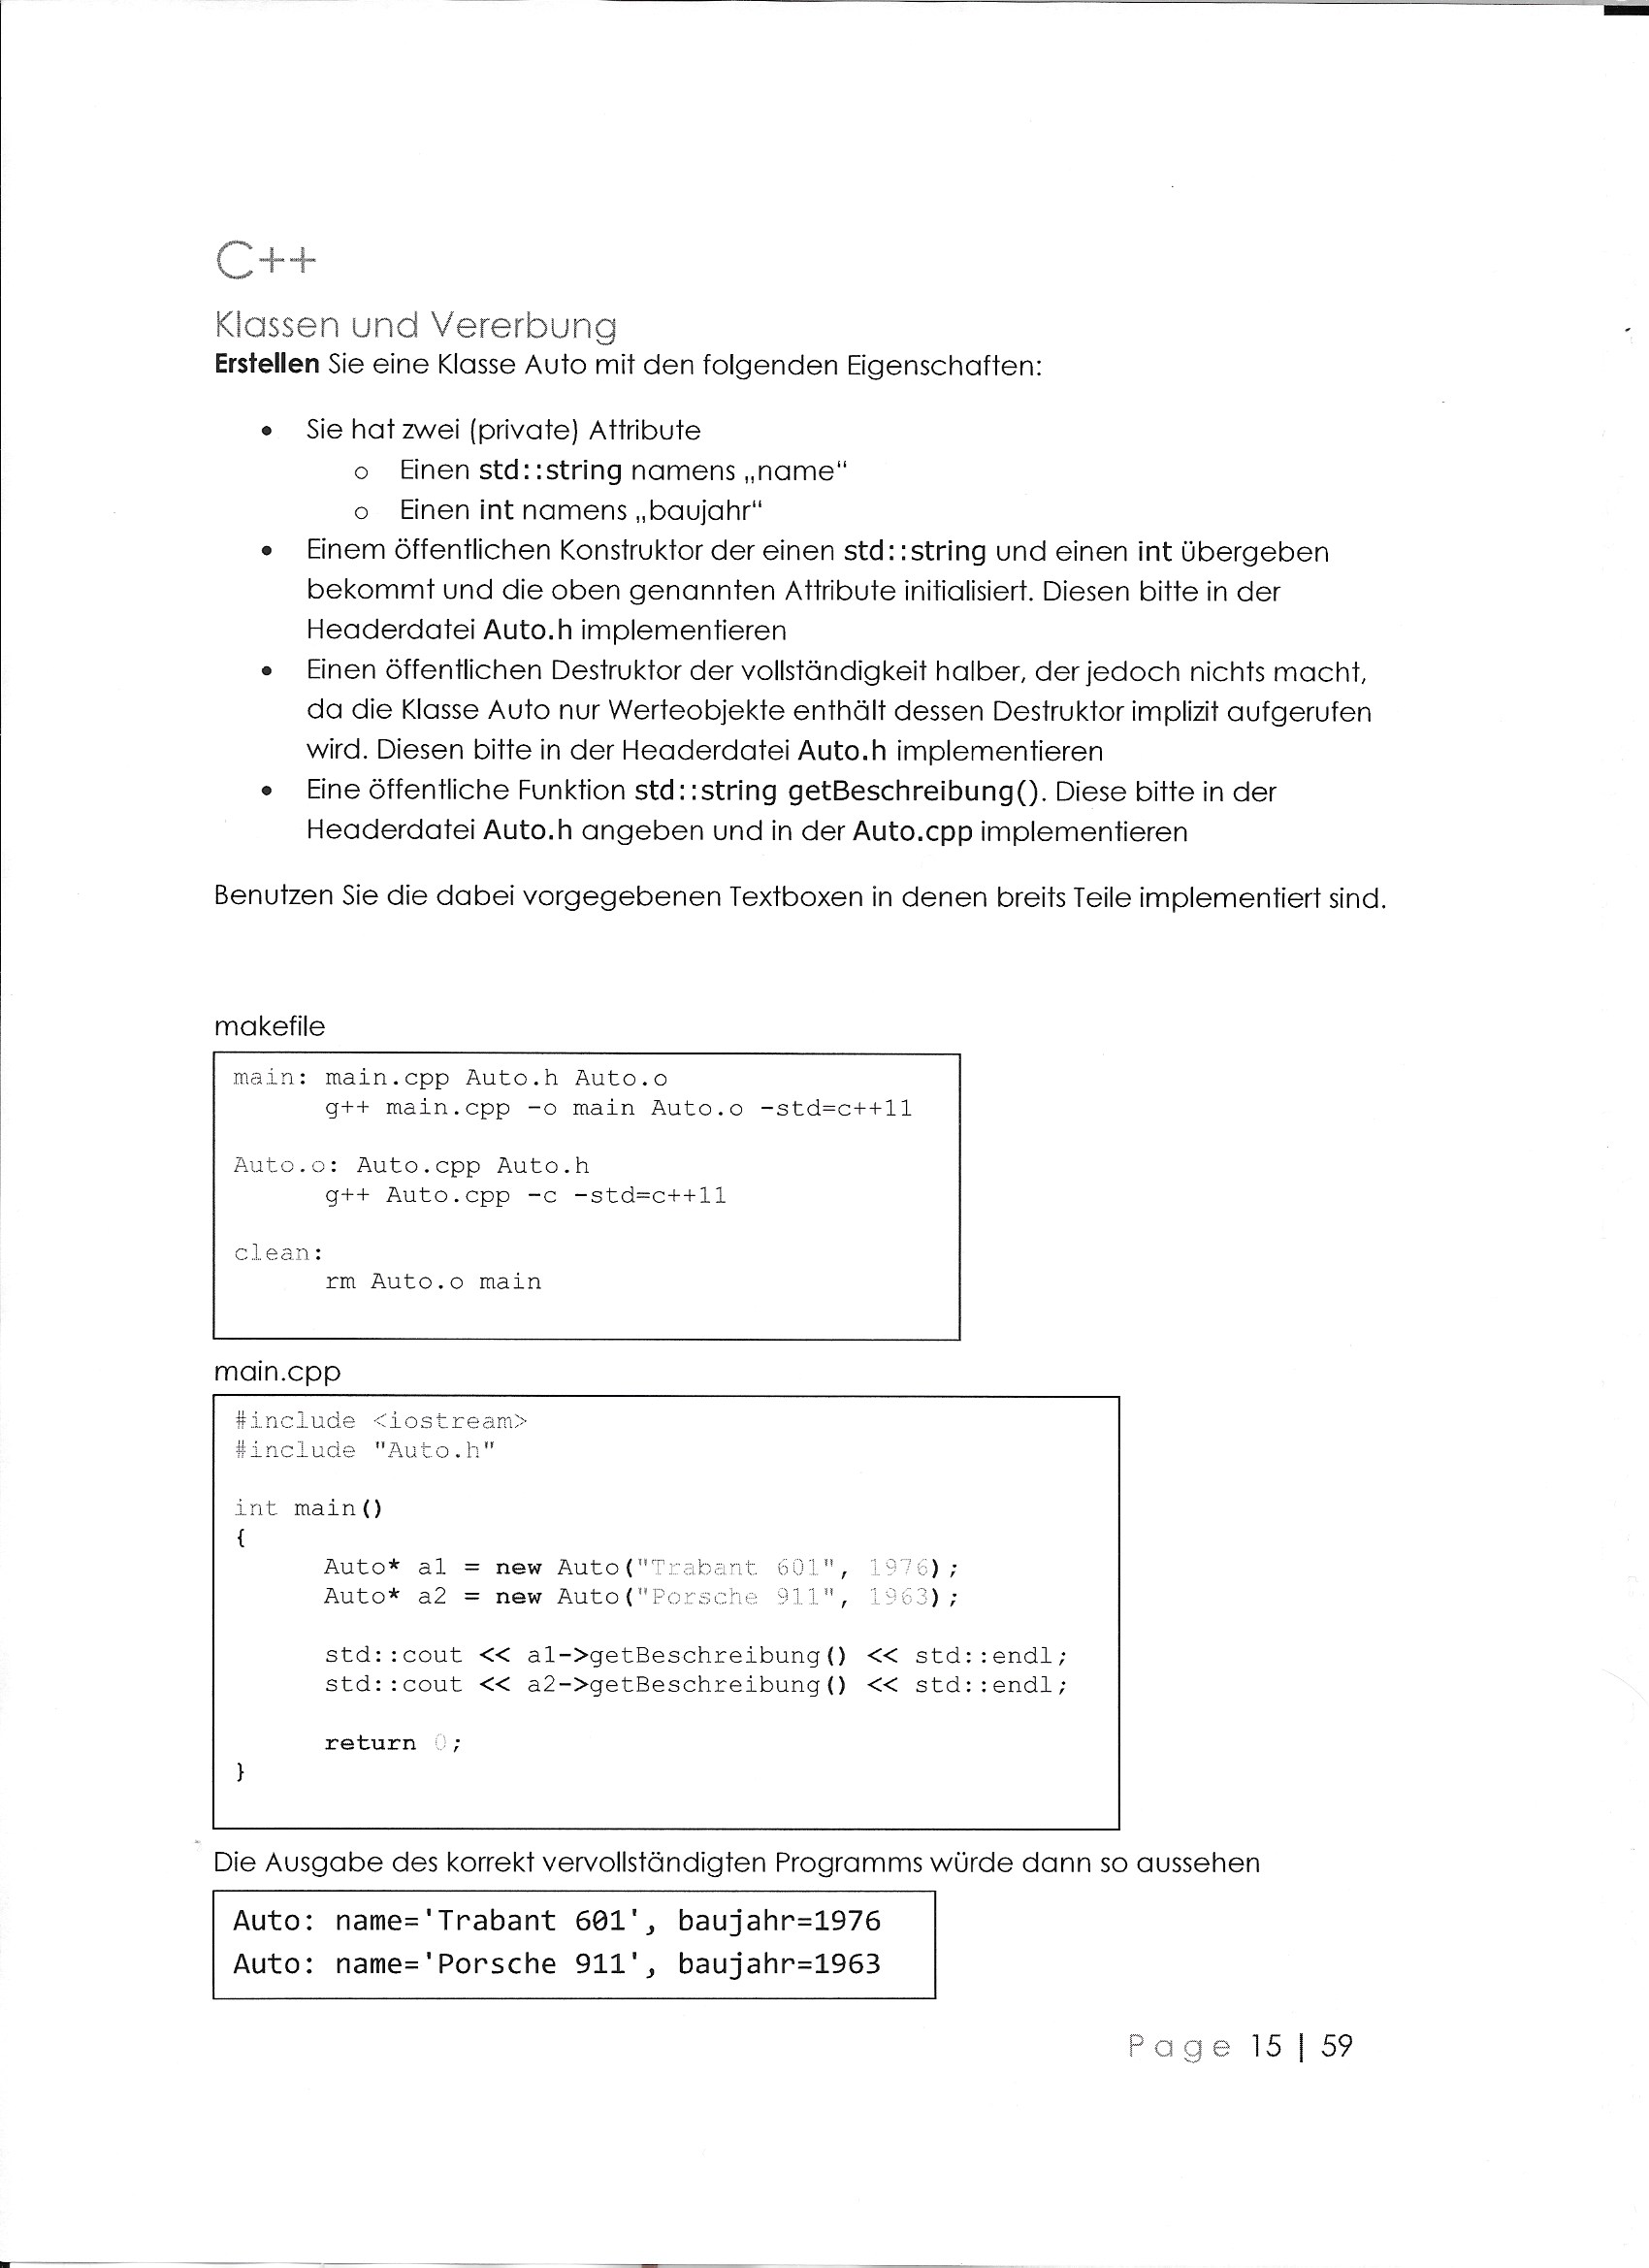 C++
Klassen und Vererbung
Erstellen Sie eine Klasse Auto mit den folgenden Eigenschaften:
• Sie hat zwei (private) Attribute
o Einen std::string namens „name“
o Einen int namens „baujahr“
• Einem öffentlichen Konstruktor der einen std::string und einen int übergeben
bekommt und die oben genannten Attribute initialisiert. Diesen bitte in der
Headerdatei Auto.h implementieren
• Einen öffentlichen Destruktor der vollständigkeit halber, der jedoch nichts macht,
da die Klasse Auto nur Werteobjekte enthält dessen Destruktor implizit aufgerufen
wird. Diesen bitte in der Headerdatei Auto.h implementieren
• Eine öffentliche Funktion std::string getBeschreibung(). Diese bitte in der
Headerdatei Auto.h angeben und in der Auto.cpp implementieren
Benutzen Sie die dabei vorgegebenen Textboxen in denen breits Teile implementiert sind.
makefile
main: main.cpp Auto.h Auto.o
g++ main.cpp -o main Auto.o -std=c++11
Auto.o: Auto.cpp Auto.h
g++ Auto.cpp -c -std=c++11
clean:
rm Auto.o main
main.cpp
#include <iostream>
#include "Auto.h"
int main()
{
Auto* a1 = new Auto("Trabant 601", 1976);
Auto* a2 = new Auto("Porsche 911", 1963);
std::cout << a1->getBeschreibung() << std::endl;
std::cout << a2->getBeschreibung() << std::endl;
return 0;
}
Die Ausgabe des korrekt vervollständigten Programms würde dann so aussehen
Auto: name='Trabant 601', baujahr=1976
Auto: name='Porsche 911', baujahr=1963
Page 15 | 59